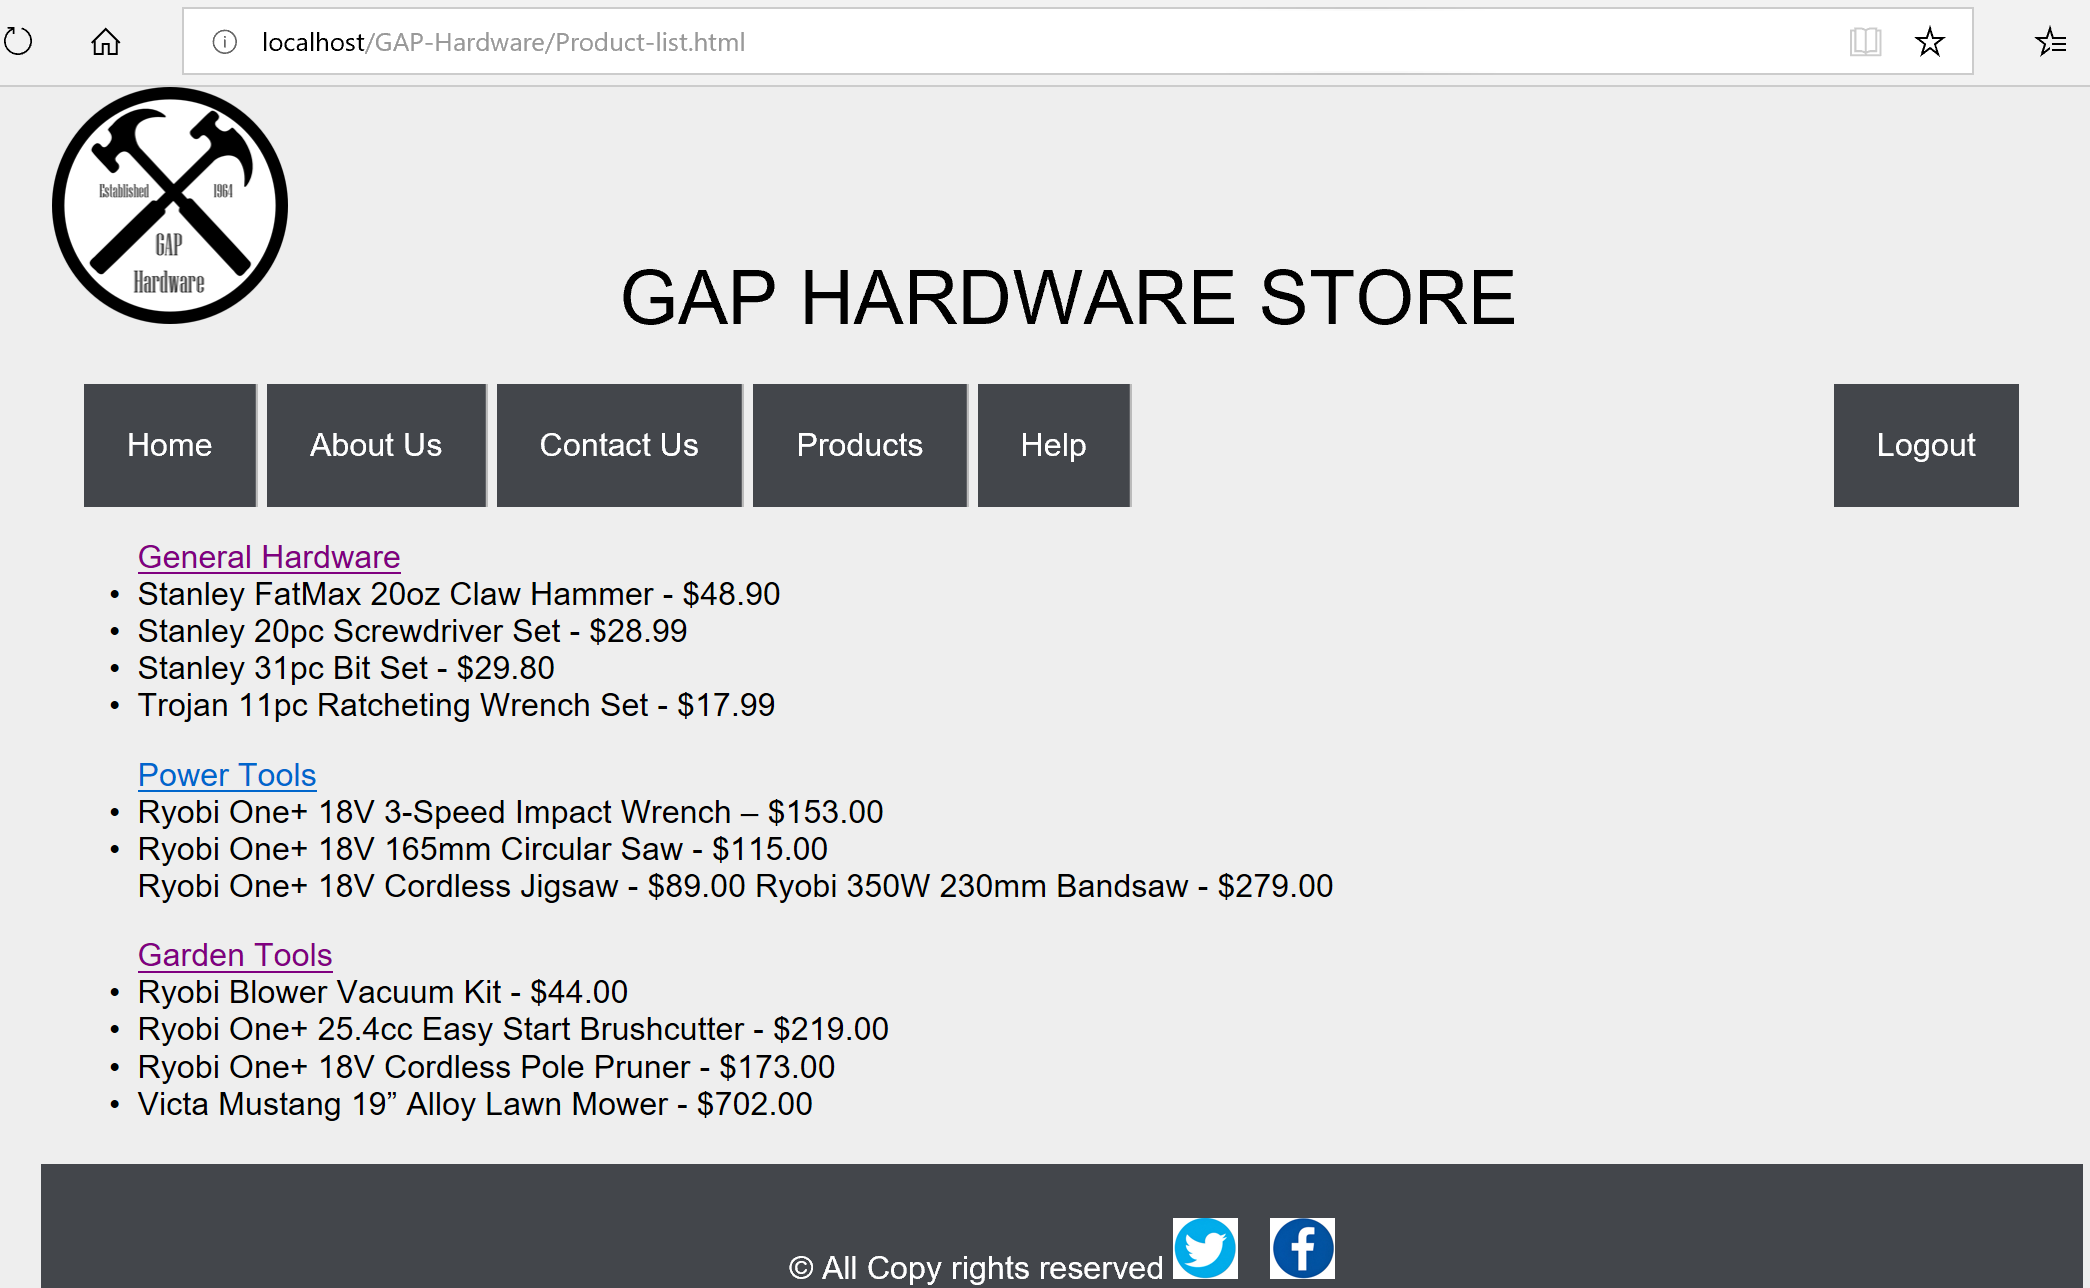 localhost/GAP-Hardware/Product-list.html
Established 1964
GAP
Hardware
GAP HARDWARE STORE
Home About Us Contact Us Products Help Logout
General Hardware
• Stanley FatMax 20oz Claw Hammer - $48.90
• Stanley 20pc Screwdriver Set - $28.99
• Stanley 31pc Bit Set - $29.80
• Trojan 11pc Ratcheting Wrench Set - $17.99
Power Tools
• Ryobi One+ 18V 3-Speed Impact Wrench – $153.00
• Ryobi One+ 18V 165mm Circular Saw - $115.00
Ryobi One+ 18V Cordless Jigsaw - $89.00 Ryobi 350W 230mm Bandsaw - $279.00
Garden Tools
• Ryobi Blower Vacuum Kit - $44.00
• Ryobi One+ 25.4cc Easy Start Brushcutter - $219.00
• Ryobi One+ 18V Cordless Pole Pruner - $173.00
• Victa Mustang 19” Alloy Lawn Mower - $702.00
© All Copy rights reserved